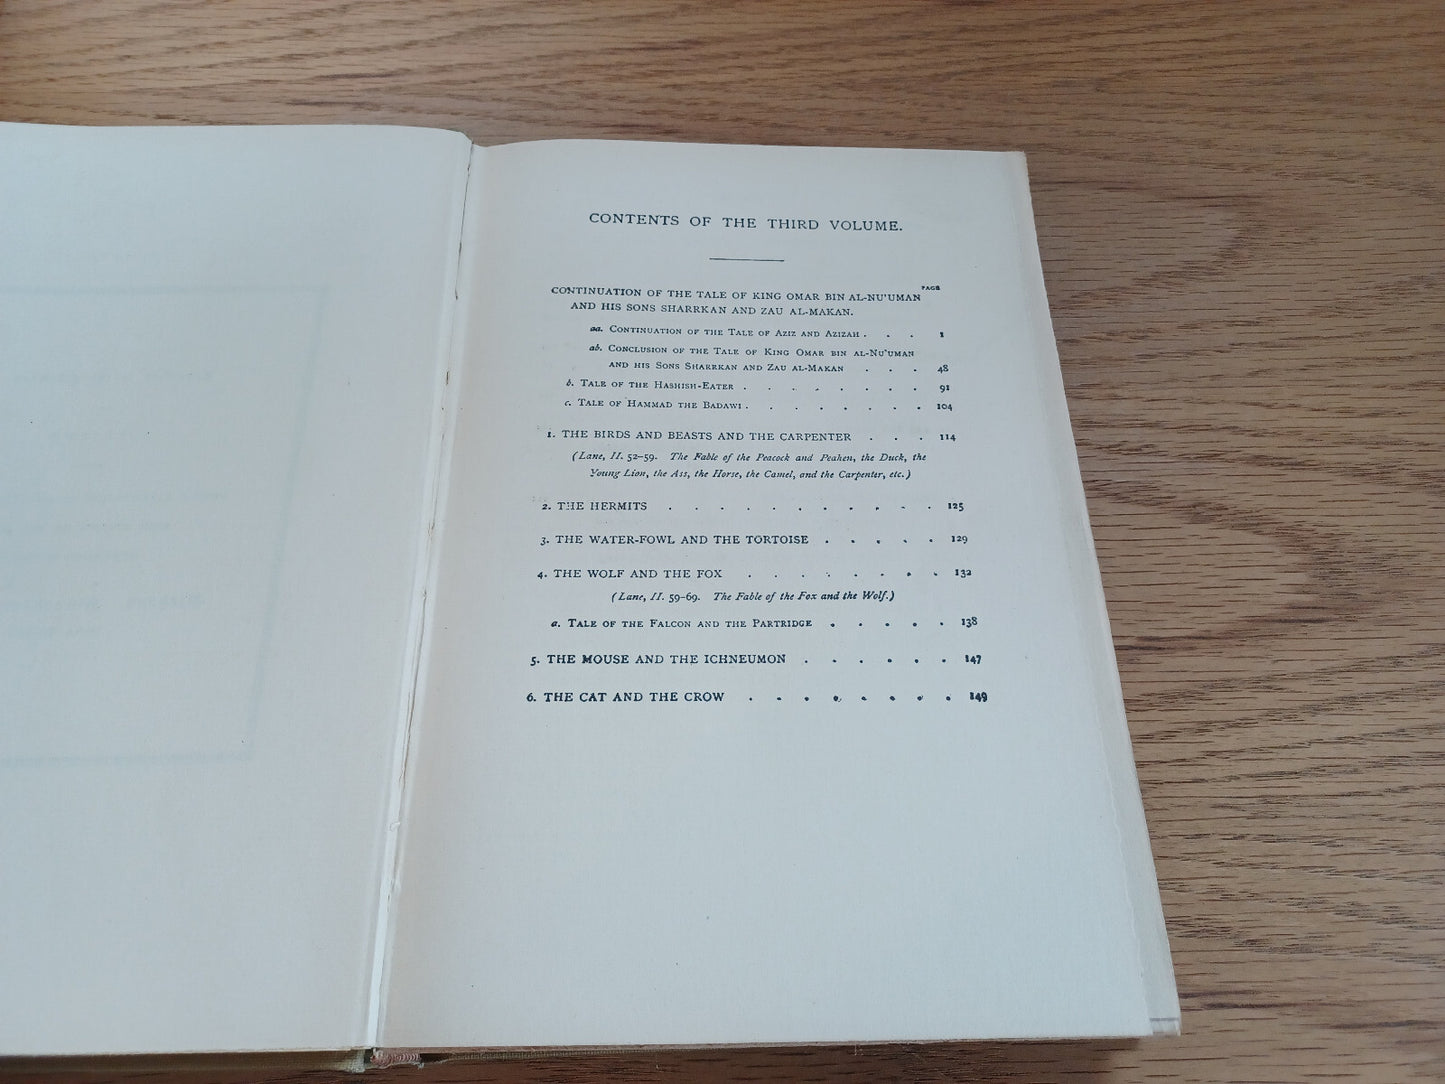 CONTENTS OF THE THIRD VOLUME.
PAGE
CONTINUATION OF THE TALE OF KING OMAR BIN AL-NU'UMAN
AND HIS SONS SHARRKAN AND ZAU AL-MAKAN.
aa. CONTINUATION OF THE TALE OF AZIZ AND AZIZAH . . . 1
ab. CONCLUSION OF THE TALE OF KING OMAR BIN AL-NU'UMAN
AND HIS SONS SHARRKAN AND ZAU AL-MAKAN . . . 48
b. TALE OF THE HASHISH-EATER . . . . . . . . 91
c. TALE OF HAMMAD THE BADAWI . . . . . . . . 104
1. THE BIRDS AND BEASTS AND THE CARPENTER . . . 114
(Lane, II. 52-59. The Fable of the Peacock and Peahen, the Duck, the
Young Lion, the Ass, the Horse, the Camel, and the Carpenter, etc.)
2. THE HERMITS . . . . . . . . . . . 125
3. THE WATER-FOWL AND THE TORTOISE . . . . . 129
4. THE WOLF AND THE FOX . . . . . . . . 132
(Lane, II. 59-69. The Fable of the Fox and the Wolf.)
a. TALE OF THE FALCON AND THE PARTRIDGE . . . . . 138
5. THE MOUSE AND THE ICHNEUMON . . . . . . 147
6. THE CAT AND THE CROW . . . . . . . . 149